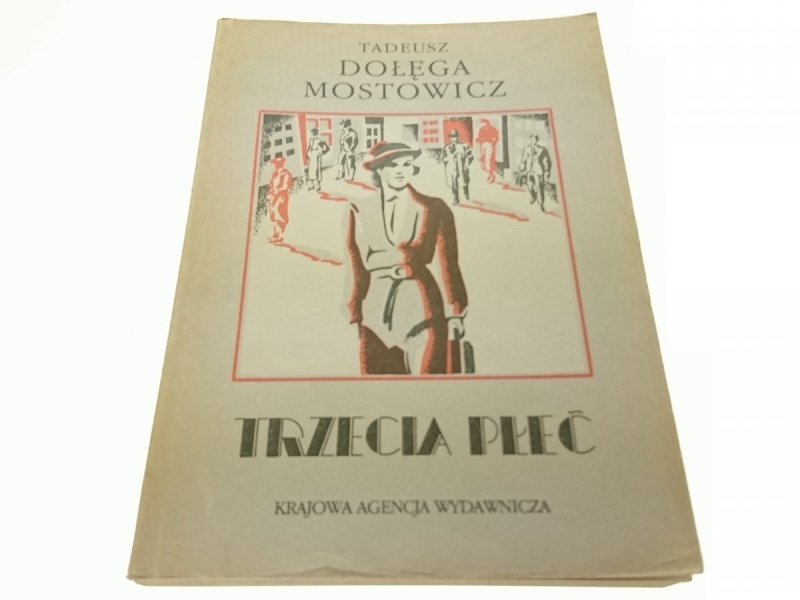 TADEUSZ
DOŁĘGA
MOSTOWICZ
TRZECIA PŁEĆ
KRAJOWA AGENCJA WYDAWNICZA